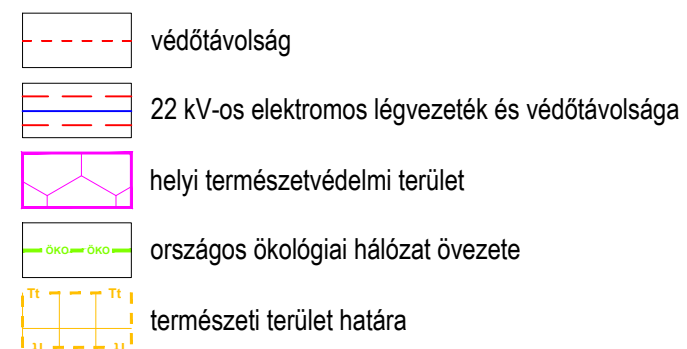 védőtávolság
22 kV-os elektromos légvezeték és védőtávolsága
helyi természetvédelmi terület
ÖKO ÖKO országos ökológiai hálózat övezete
Tt Tt
természeti terület határa